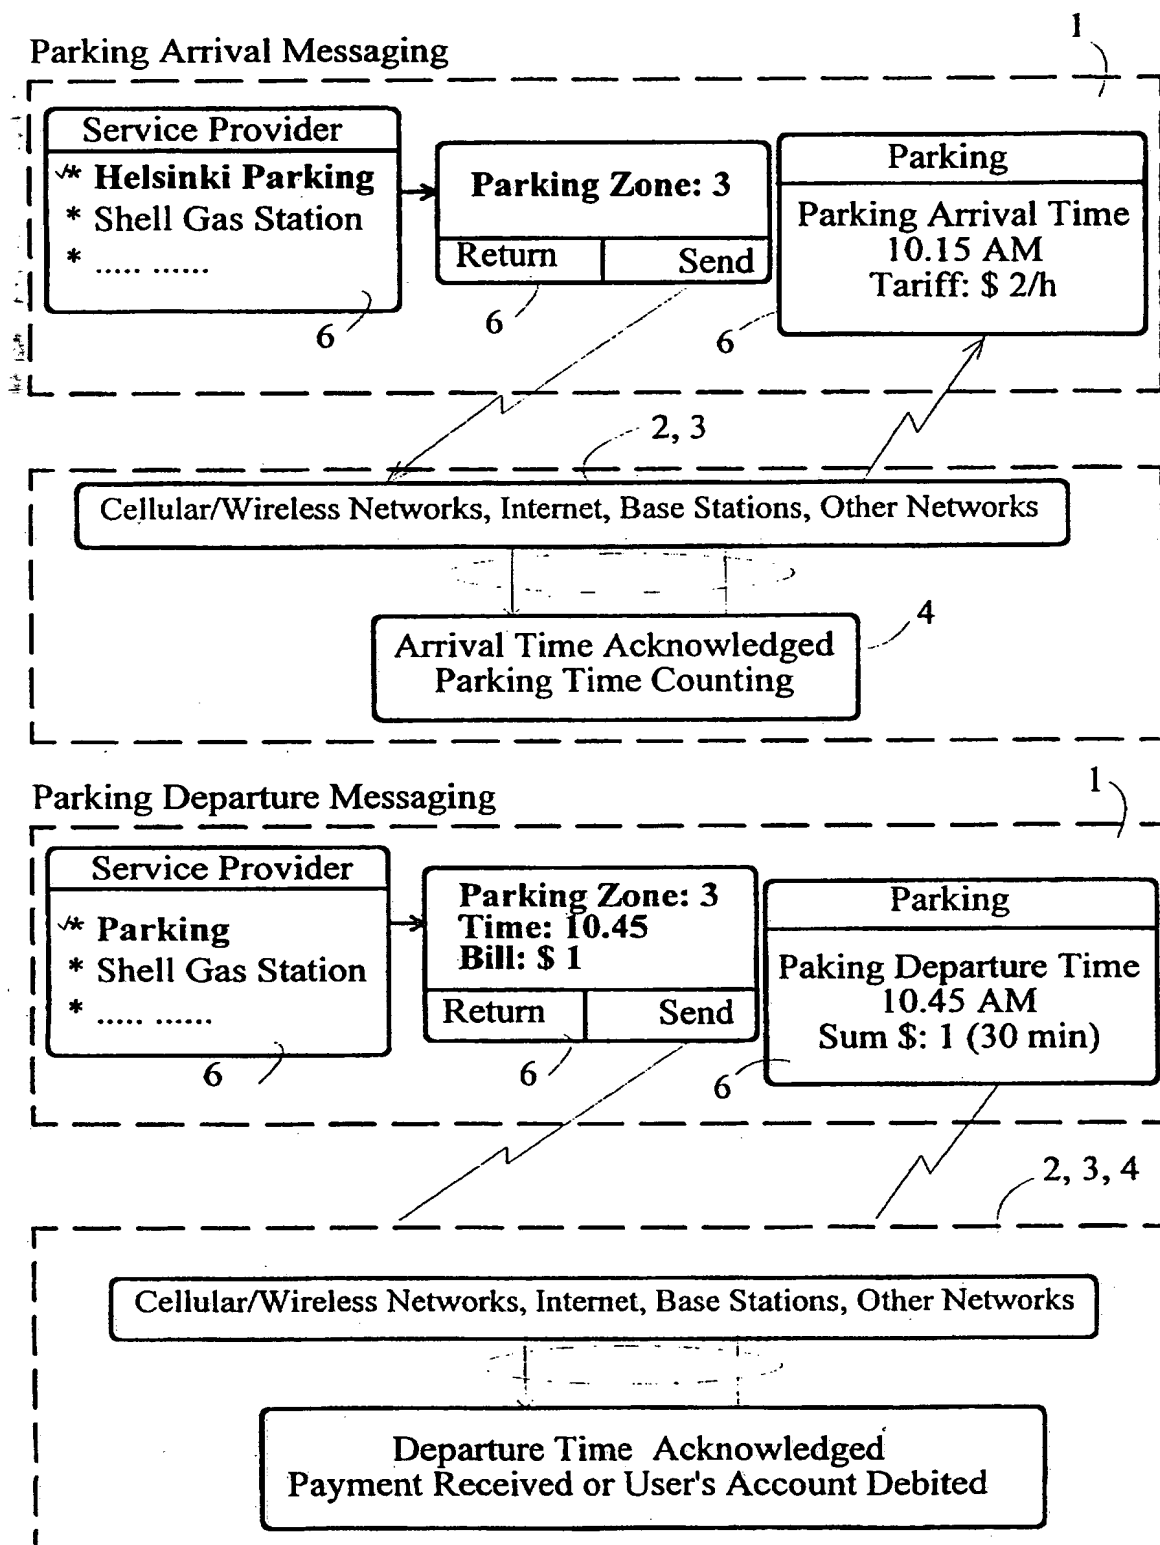 1
Parking Arrival Messaging
Service Provider
* Helsinki Parking
* Shell Gas Station
* ..... ......
6
Parking Zone: 3
Return
Send
6
Parking
Parking Arrival Time
10.15 AM
Tariff: $ 2/h
6
2, 3
Cellular/Wireless Networks, Internet, Base Stations, Other Networks
4
Arrival Time Acknowledged
Parking Time Counting
Parking Departure Messaging
1
Service Provider
* Parking
* Shell Gas Station
* ..... ......
6
Parking Zone: 3
Time: 10.45
Bill: $ 1
Return
Send
6
Parking
Paking Departure Time
10.45 AM
Sum $: 1 (30 min)
6
2, 3, 4
Cellular/Wireless Networks, Internet, Base Stations, Other Networks
Departure Time Acknowledged
Payment Received or User's Account Debited